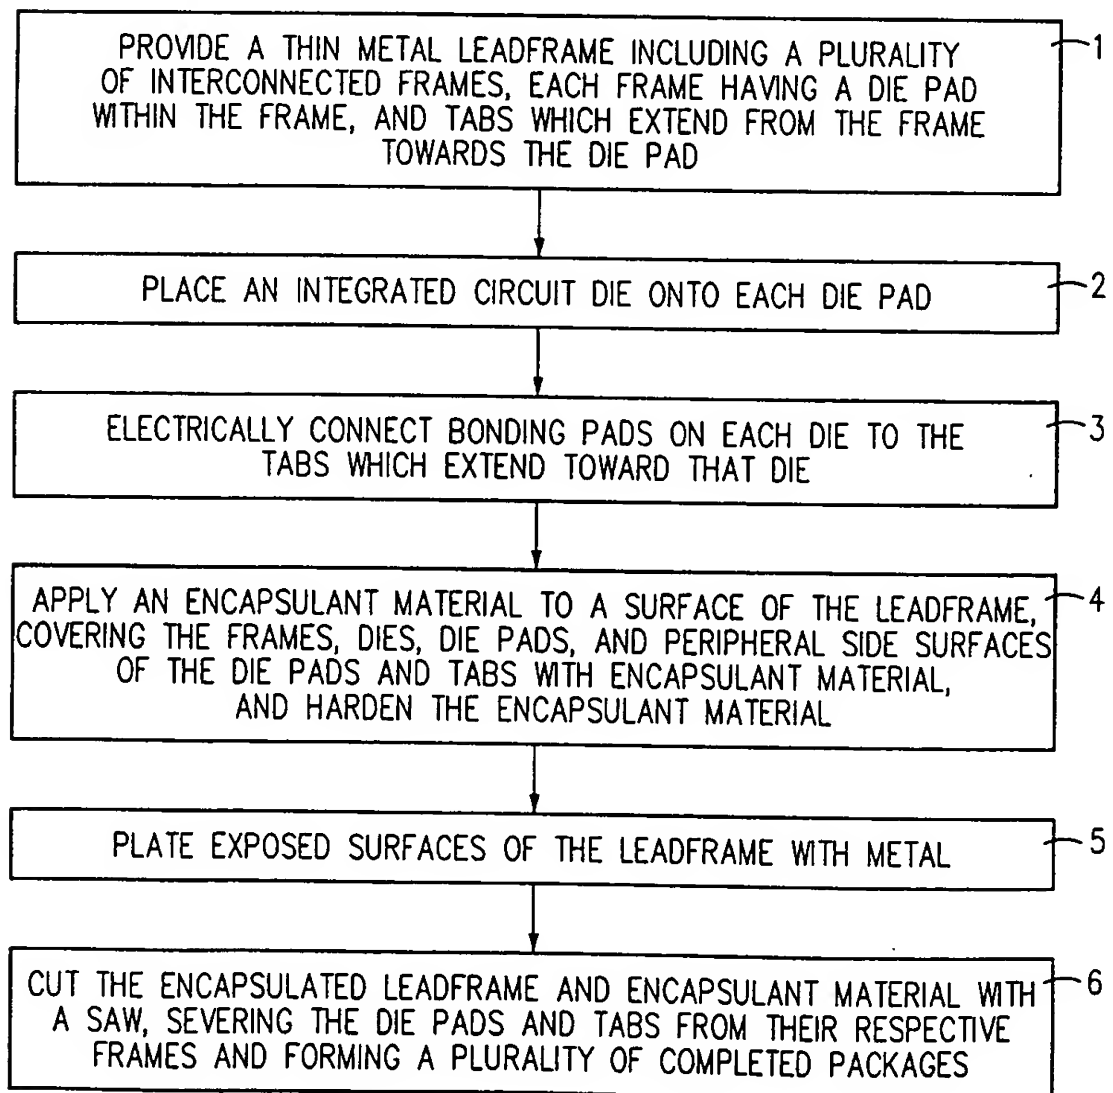 PROVIDE A THIN METAL LEADFRAME INCLUDING A PLURALITY
OF INTERCONNECTED FRAMES, EACH FRAME HAVING A DIE PAD
WITHIN THE FRAME, AND TABS WHICH EXTEND FROM THE FRAME
TOWARDS THE DIE PAD
1
PLACE AN INTEGRATED CIRCUIT DIE ONTO EACH DIE PAD
2
ELECTRICALLY CONNECT BONDING PADS ON EACH DIE TO THE
TABS WHICH EXTEND TOWARD THAT DIE
3
APPLY AN ENCAPSULANT MATERIAL TO A SURFACE OF THE LEADFRAME,
COVERING THE FRAMES, DIES, DIE PADS, AND PERIPHERAL SIDE SURFACES
OF THE DIE PADS AND TABS WITH ENCAPSULANT MATERIAL,
AND HARDEN THE ENCAPSULANT MATERIAL
4
PLATE EXPOSED SURFACES OF THE LEADFRAME WITH METAL
5
CUT THE ENCAPSULATED LEADFRAME AND ENCAPSULANT MATERIAL WITH
A SAW, SEVERING THE DIE PADS AND TABS FROM THEIR RESPECTIVE
FRAMES AND FORMING A PLURALITY OF COMPLETED PACKAGES
6